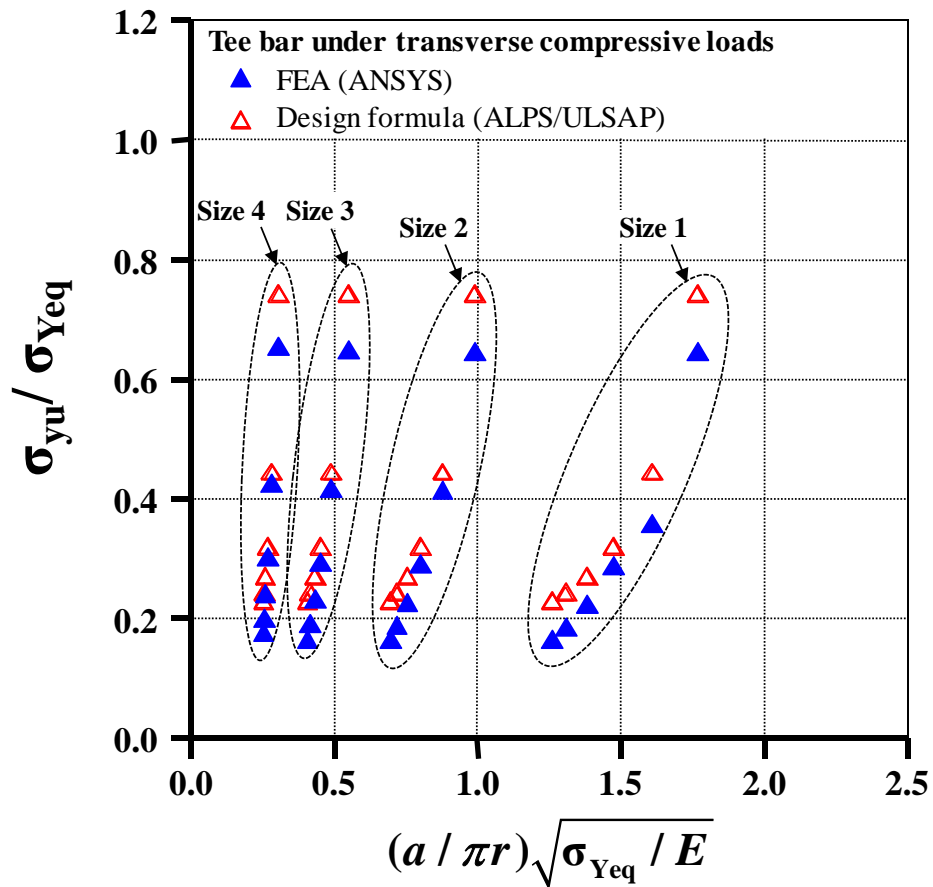 1.2
Tee bar under transverse compressive loads
FEA (ANSYS)
Design formula (ALPS/ULSAP)
1.0
Size 4
Size 3
Size 2
Size 1
0.8
σyu/ σYeq
0.6
0.4
0.2
0.0
0.0 0.5 1.0 1.5 2.0 2.5
(a / πr)√σYeq / E